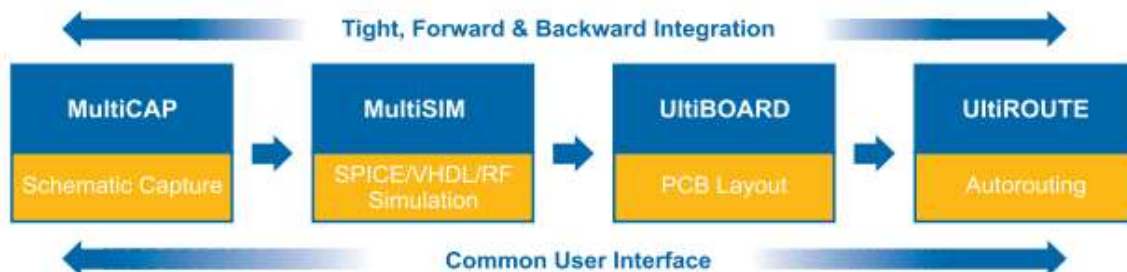 Tight, Forward & Backward Integration
MultiCAP
Schematic Capture
MultiSIM
SPICE/VHDL/RF
Simulation
UltiBOARD
PCB Layout
UltiROUTE
Autorouting
Common User Interface